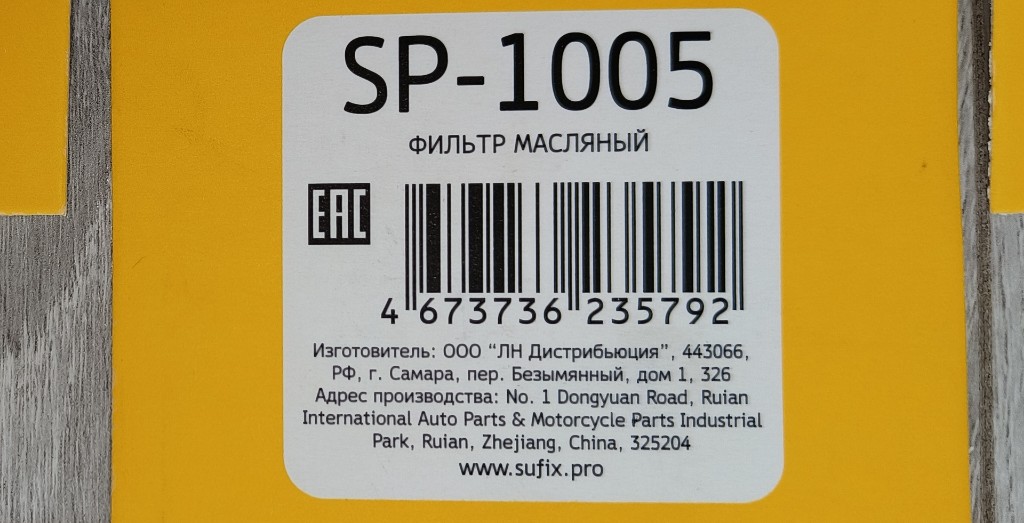 SP-1005
ФИЛЬТР МАСЛЯНЫЙ
EAC
4 673736 235792
Изготовитель: ООО "ЛН Дистрибьюция", 443066,
РФ, г. Самара, пер. Безымянный, дом 1, 326
Адрес производства: No. 1 Dongyuan Road, Ruian
International Auto Parts & Motorcycle Parts Industrial
Park, Ruian, Zhejiang, China, 325204
www.sufix.pro